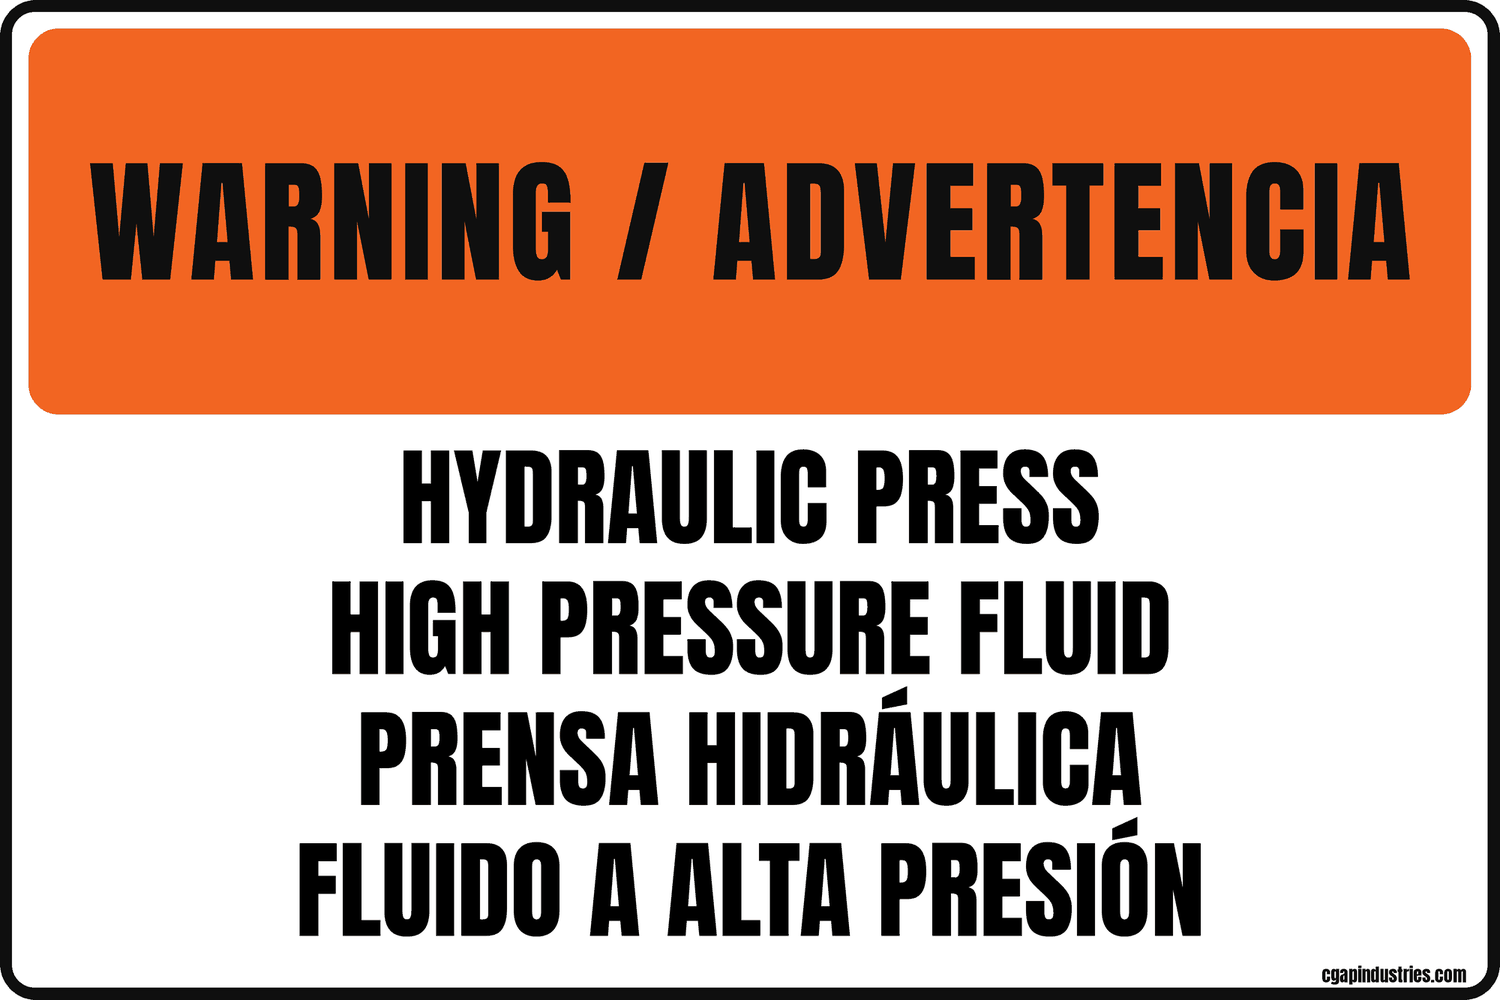 WARNING / ADVERTENCIA
HYDRAULIC PRESS
HIGH PRESSURE FLUID
PRENSA HIDRÁULICA
FLUIDO A ALTA PRESIÓN
cgapindustries.com